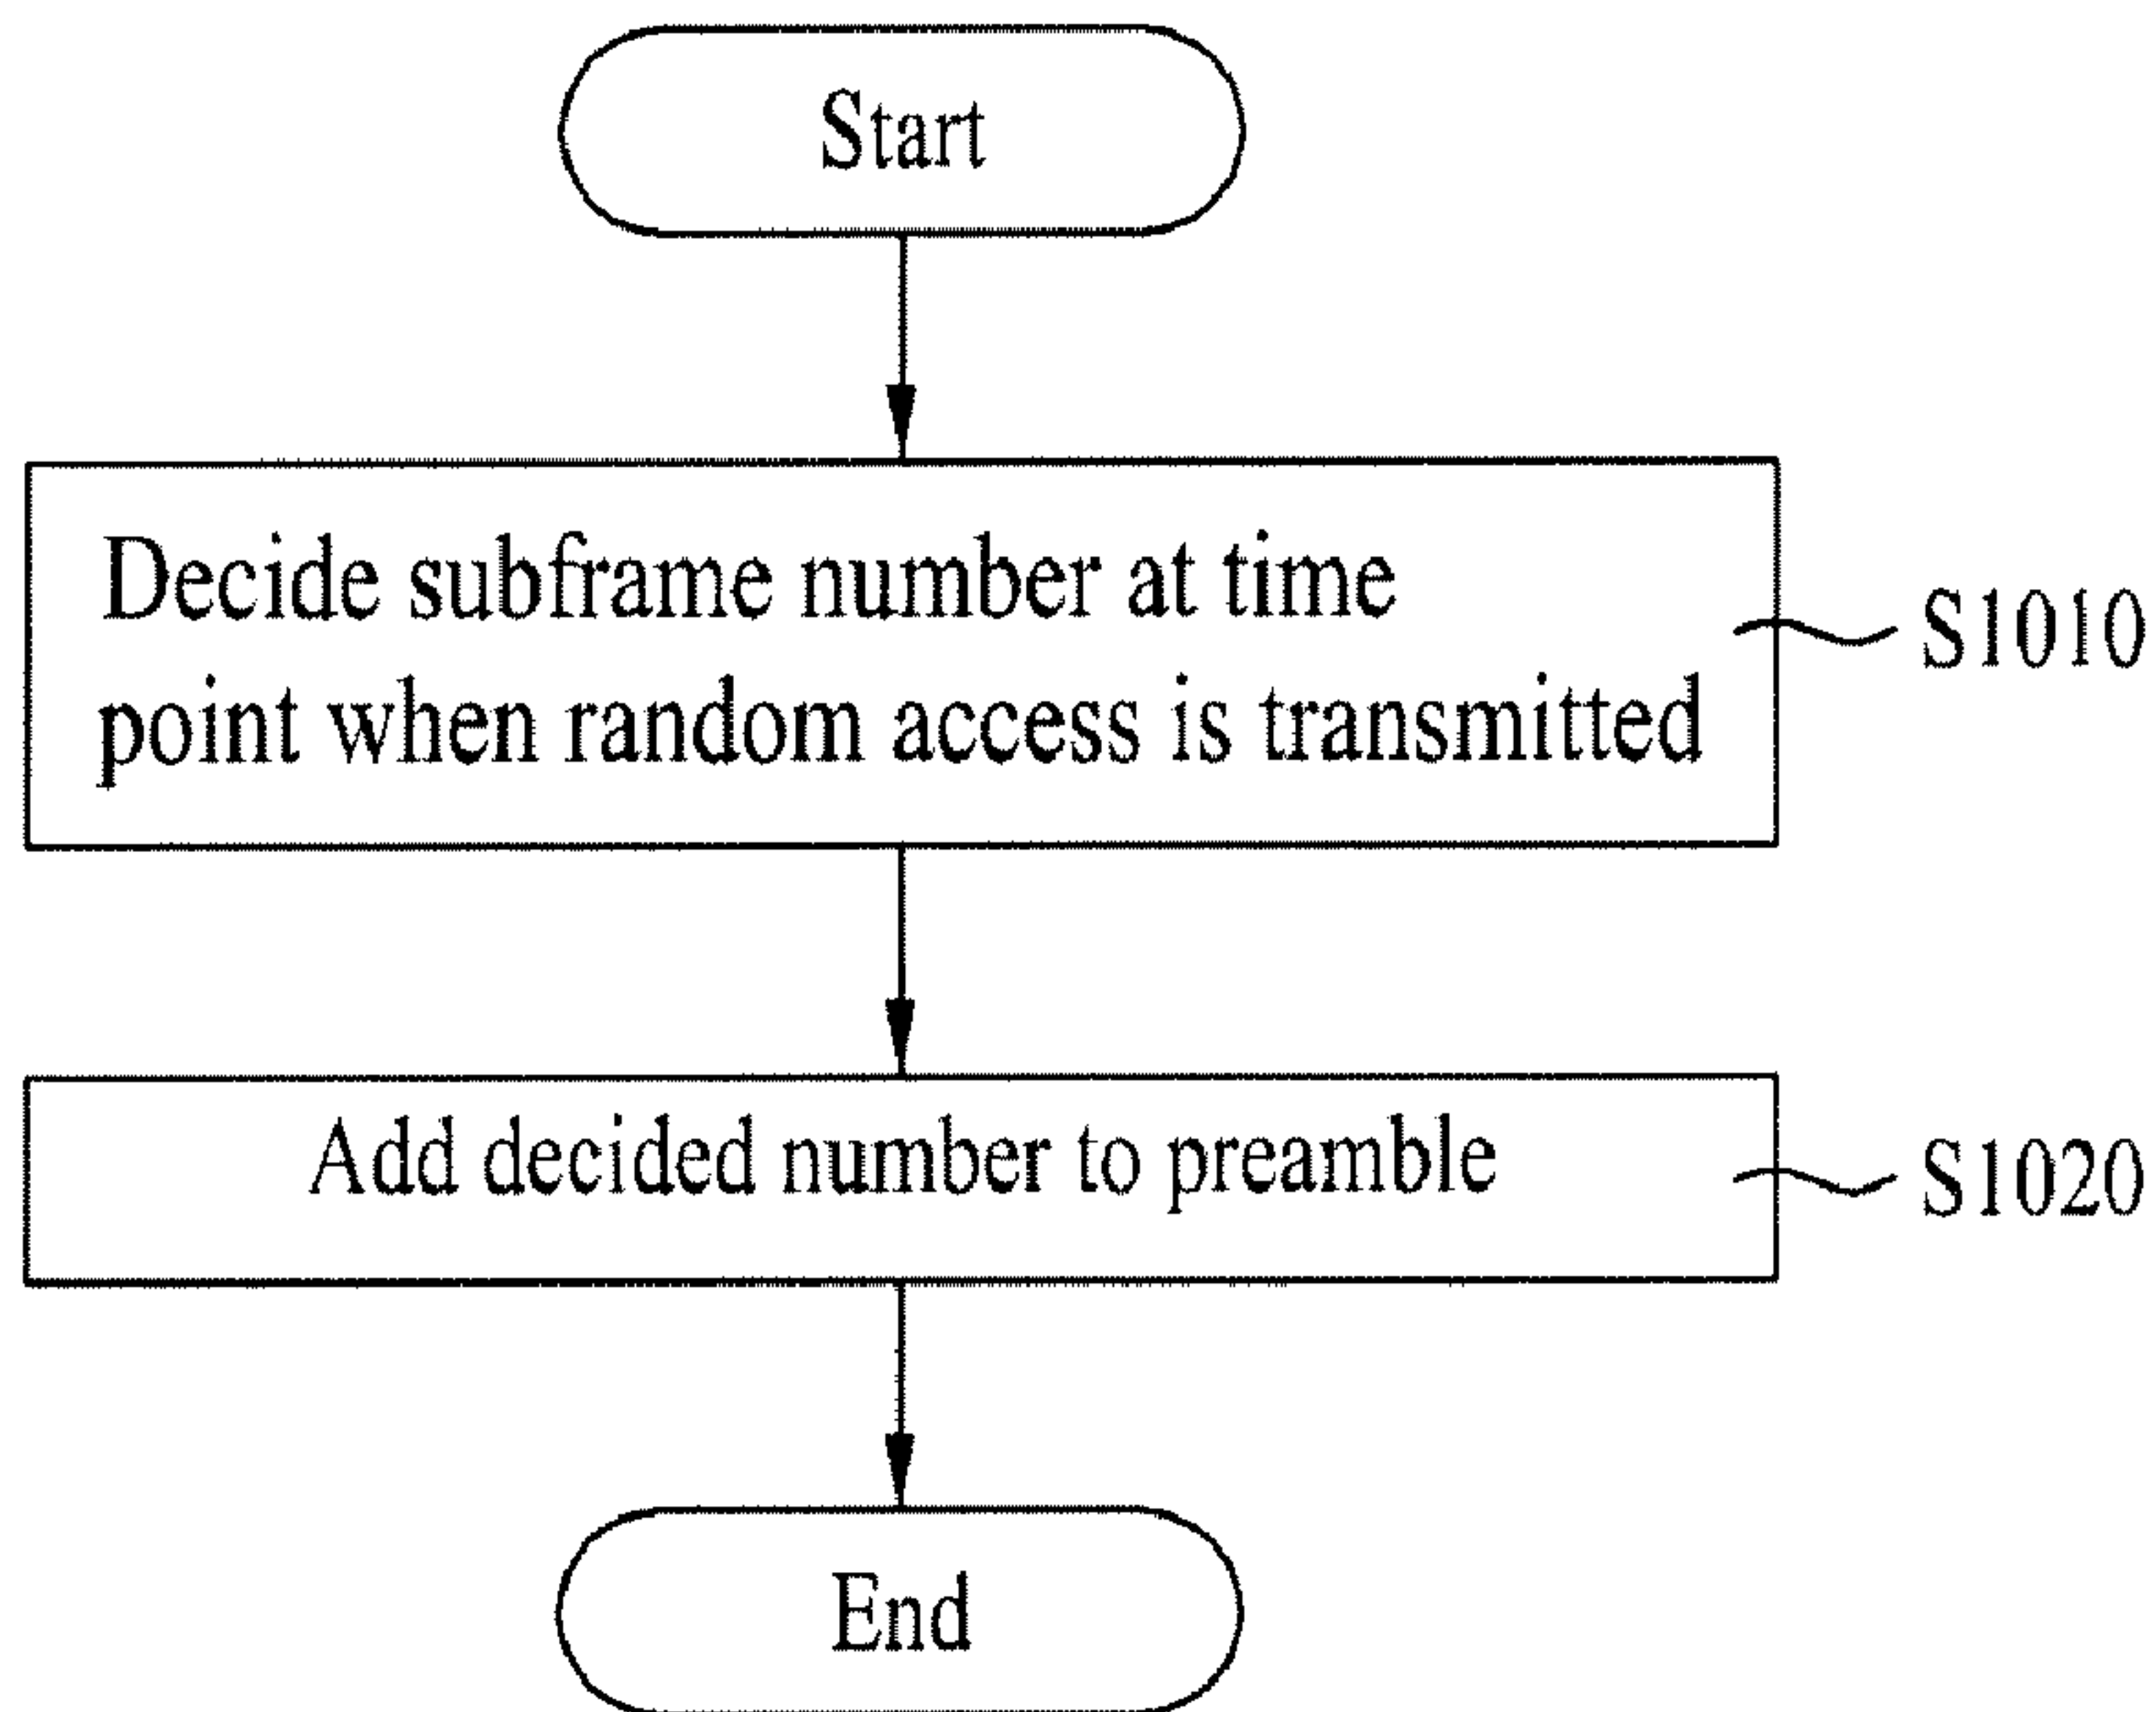 Start
Decide subframe number at time
point when random access is transmitted
S1010
Add decided number to preamble
S1020
End